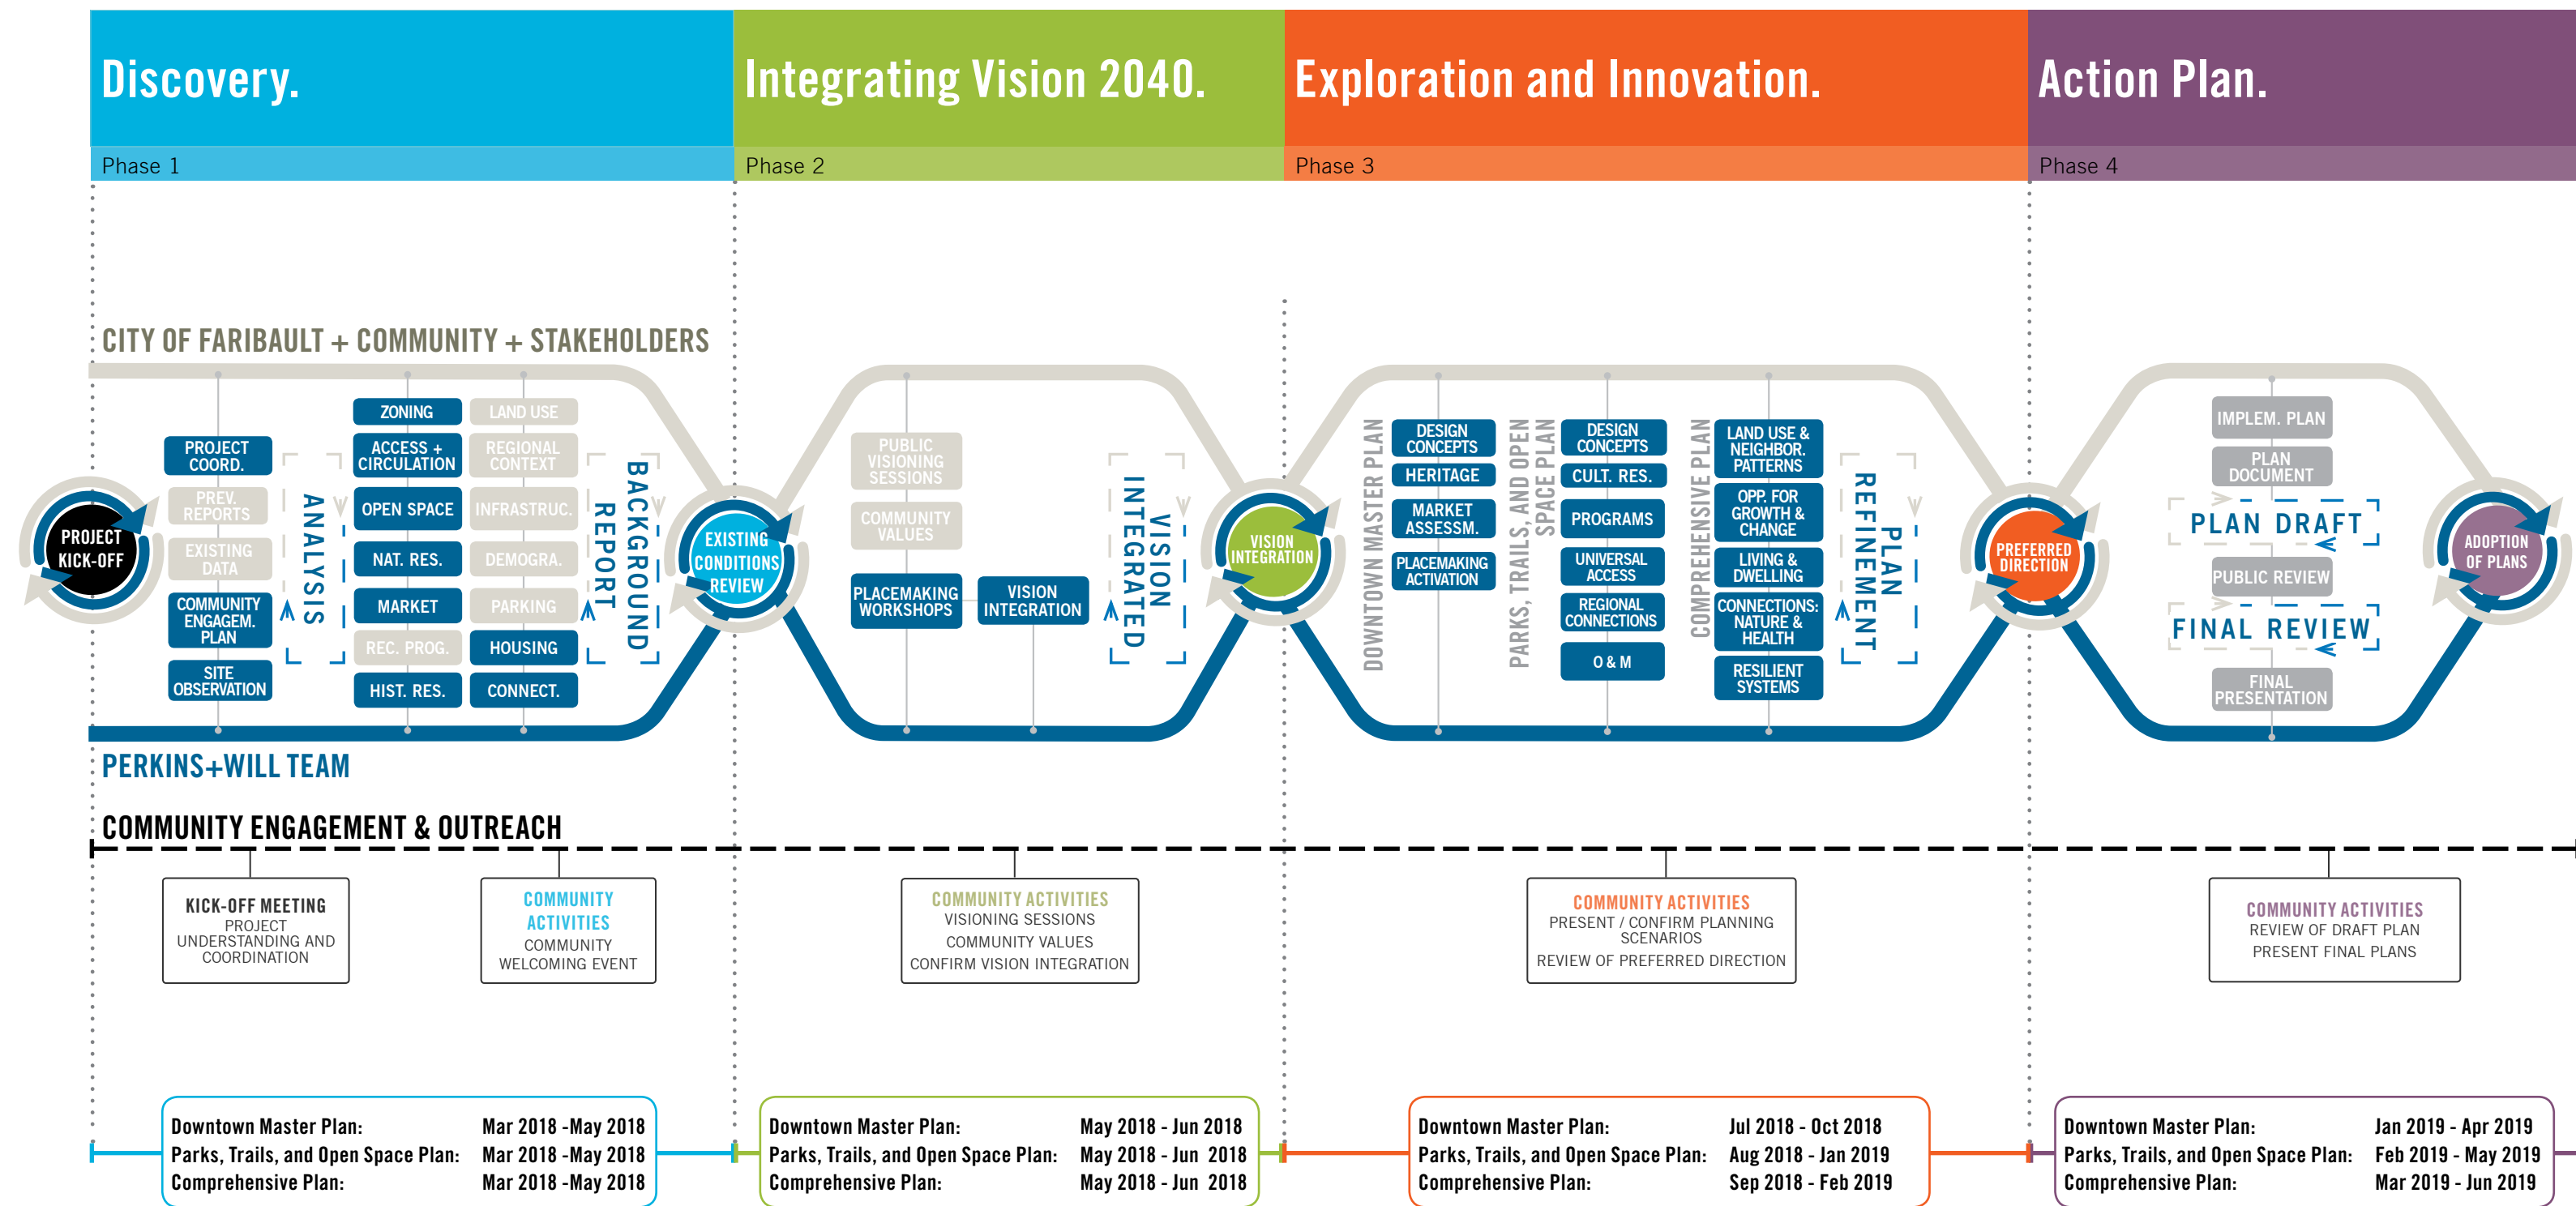 Discovery.
Integrating Vision 2040.
Exploration and Innovation.
Action Plan.
Phase 1
Phase 2
Phase 3
Phase 4
CITY OF FARIBAULT + COMMUNITY + STAKEHOLDERS
PROJECT
KICK-OFF
PROJECT
COORD.
PREV.
REPORTS
EXISTING
DATA
COMMUNITY
ENGAGEM.
PLAN
SITE
OBSERVATION
ANALYSIS
ZONING
ACCESS +
CIRCULATION
OPEN SPACE
NAT. RES.
MARKET
REC. PROG.
HIST. RES.
LAND USE
REGIONAL
CONTEXT
INFRASTRUC.
DEMOGRA.
PARKING
HOUSING
CONNECT.
BACKGROUND
REPORT
EXISTING
CONDITIONS
REVIEW
PUBLIC
VISIONING
SESSIONS
COMMUNITY
VALUES
PLACEMAKING
WORKSHOPS
VISION
INTEGRATION
VISION
INTEGRATED
VISION
INTEGRATION
DOWNTOWN MASTER PLAN
DESIGN
CONCEPTS
HERITAGE
MARKET
ASSESSM.
PLACEMAKING
ACTIVATION
PARKS, TRAILS, AND OPEN
SPACE PLAN
DESIGN
CONCEPTS
CULT. RES.
PROGRAMS
UNIVERSAL
ACCESS
REGIONAL
CONNECTIONS
O & M
COMPREHENSIVE PLAN
LAND USE &
NEIGHBOR.
PATTERNS
OPP. FOR
GROWTH &
CHANGE
LIVING &
DWELLING
CONNECTIONS:
NATURE &
HEALTH
RESILIENT
SYSTEMS
PLAN
REFINEMENT
PREFERRED
DIRECTION
IMPLEM. PLAN
PLAN
DOCUMENT
PLAN DRAFT
PUBLIC REVIEW
FINAL REVIEW
FINAL
PRESENTATION
ADOPTION
OF PLANS
PERKINS+WILL TEAM
COMMUNITY ENGAGEMENT & OUTREACH
KICK-OFF MEETING
PROJECT
UNDERSTANDING AND
COORDINATION
COMMUNITY
ACTIVITIES
COMMUNITY
WELCOMING EVENT
COMMUNITY ACTIVITIES
VISIONING SESSIONS
COMMUNITY VALUES
CONFIRM VISION INTEGRATION
COMMUNITY ACTIVITIES
PRESENT / CONFIRM PLANNING
SCENARIOS
REVIEW OF PREFERRED DIRECTION
COMMUNITY ACTIVITIES
REVIEW OF DRAFT PLAN
PRESENT FINAL PLANS
Downtown Master Plan: Mar 2018 -May 2018
Parks, Trails, and Open Space Plan: Mar 2018 -May 2018
Comprehensive Plan: Mar 2018 -May 2018
Downtown Master Plan: May 2018 - Jun 2018
Parks, Trails, and Open Space Plan: May 2018 - Jun 2018
Comprehensive Plan: May 2018 - Jun 2018
Downtown Master Plan: Jul 2018 - Oct 2018
Parks, Trails, and Open Space Plan: Aug 2018 - Jan 2019
Comprehensive Plan: Sep 2018 - Feb 2019
Downtown Master Plan: Jan 2019 - Apr 2019
Parks, Trails, and Open Space Plan: Feb 2019 - May 2019
Comprehensive Plan: Mar 2019 - Jun 2019